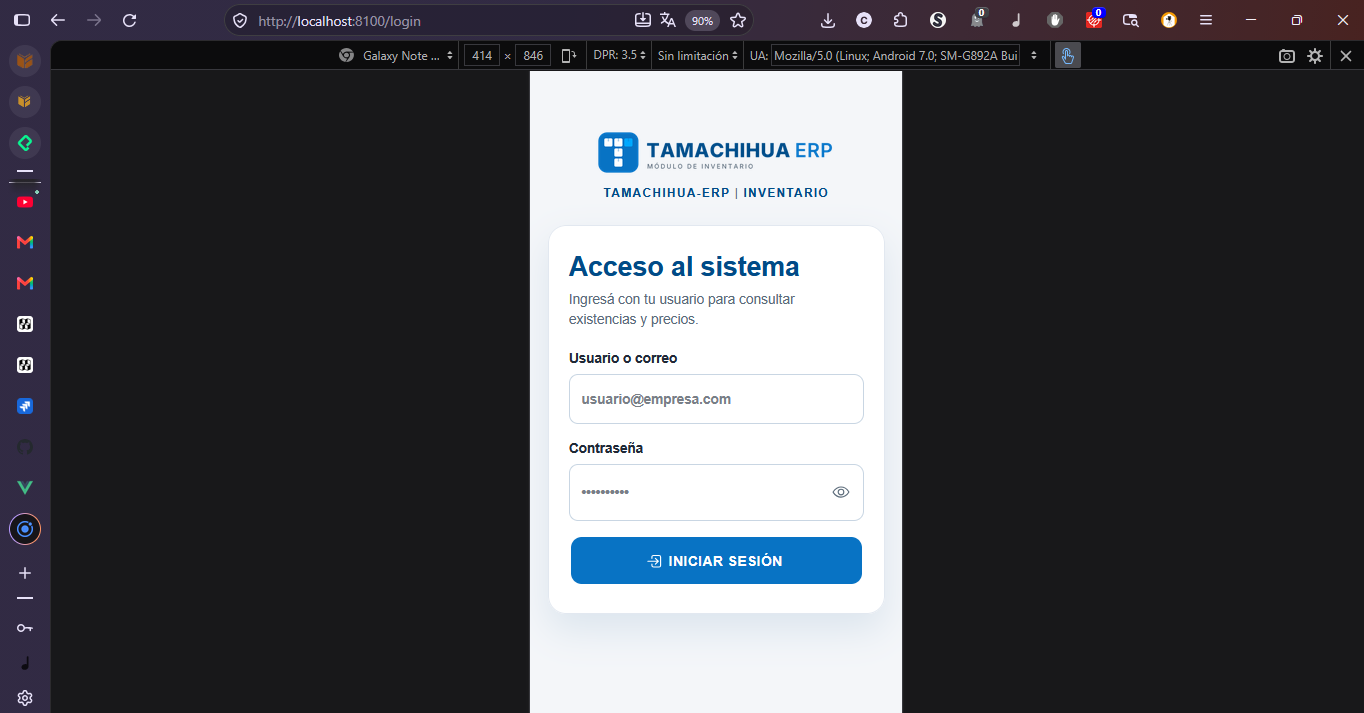 http://localhost:8100/login
90%
C
0
0
Galaxy Note ...
414 × 846
DPR: 3.5
Sin limitación
UA: Mozilla/5.0 (Linux; Android 7.0; SM-G892A Bui
TAMACHIHUA ERP
MÓDULO DE INVENTARIO
TAMACHIHUA-ERP | INVENTARIO
Acceso al sistema
Ingresá con tu usuario para consultar
existencias y precios.
Usuario o correo
usuario@empresa.com
Contraseña
••••••••••
INICIAR SESIÓN